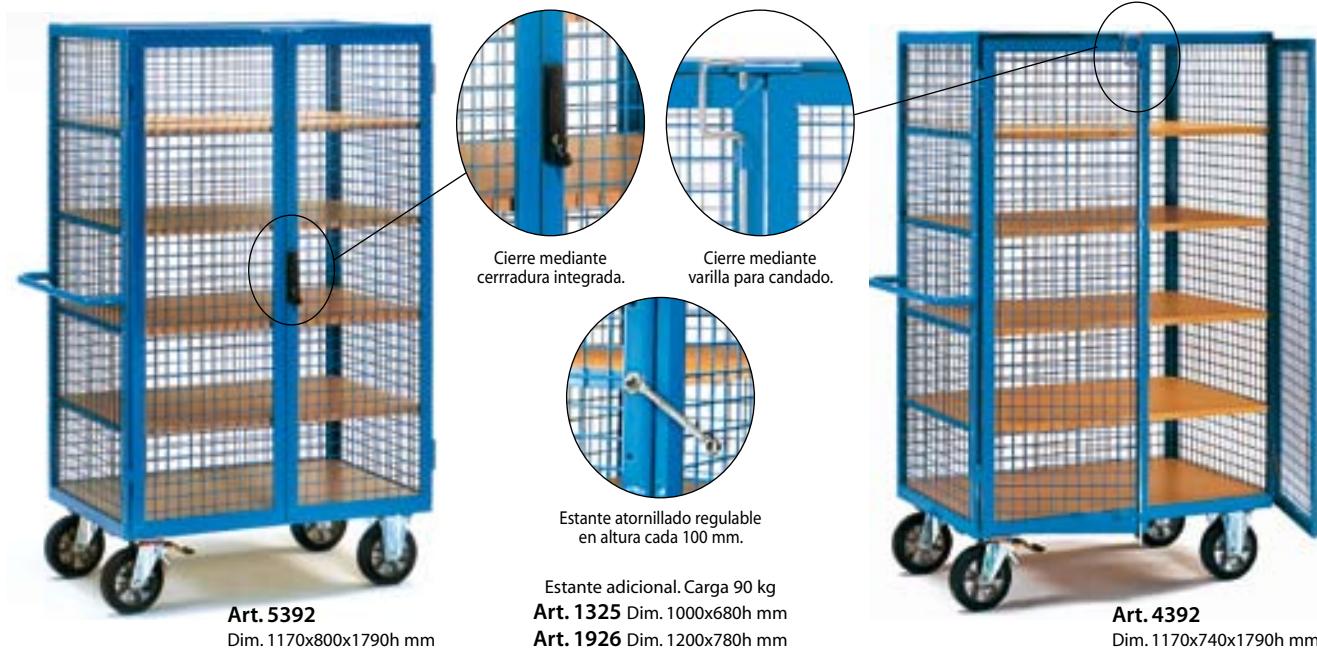 Cierre mediante
cerrradura integrada.
Cierre mediante
varilla para candado.
Estante atornillado regulable
en altura cada 100 mm.
Estante adicional. Carga 90 kg
Art. 1325 Dim. 1000x680h mm
Art. 1926 Dim. 1200x780h mm
Art. 5392
Dim. 1170x800x1790h mm
Art. 4392
Dim. 1170x740x1790h mm